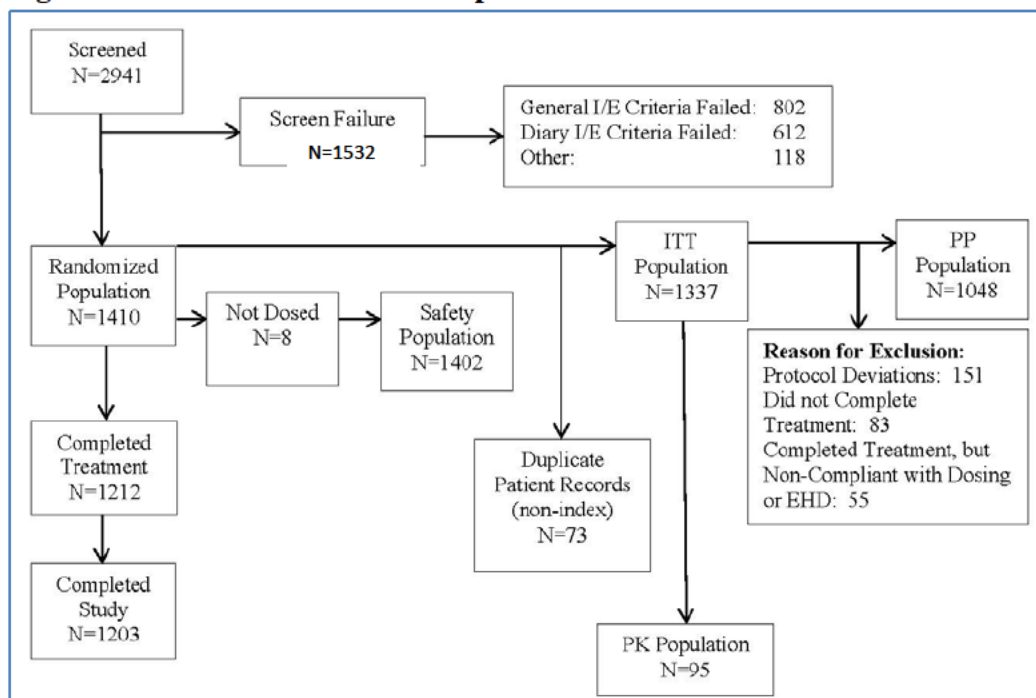 Screened
N=2941
Screen Failure
N=1532
General I/E Criteria Failed: 802
Diary I/E Criteria Failed: 612
Other: 118
Randomized
Population
N=1410
Not Dosed
N=8
Safety
Population
N=1402
ITT
Population
N=1337
PP
Population
N=1048
Reason for Exclusion:
Protocol Deviations: 151
Did not Complete
Treatment: 83
Completed Treatment, but
Non-Compliant with Dosing
or EHD: 55
Completed
Treatment
N=1212
Duplicate
Patient Records
(non-index)
N=73
Completed
Study
N=1203
PK Population
N=95